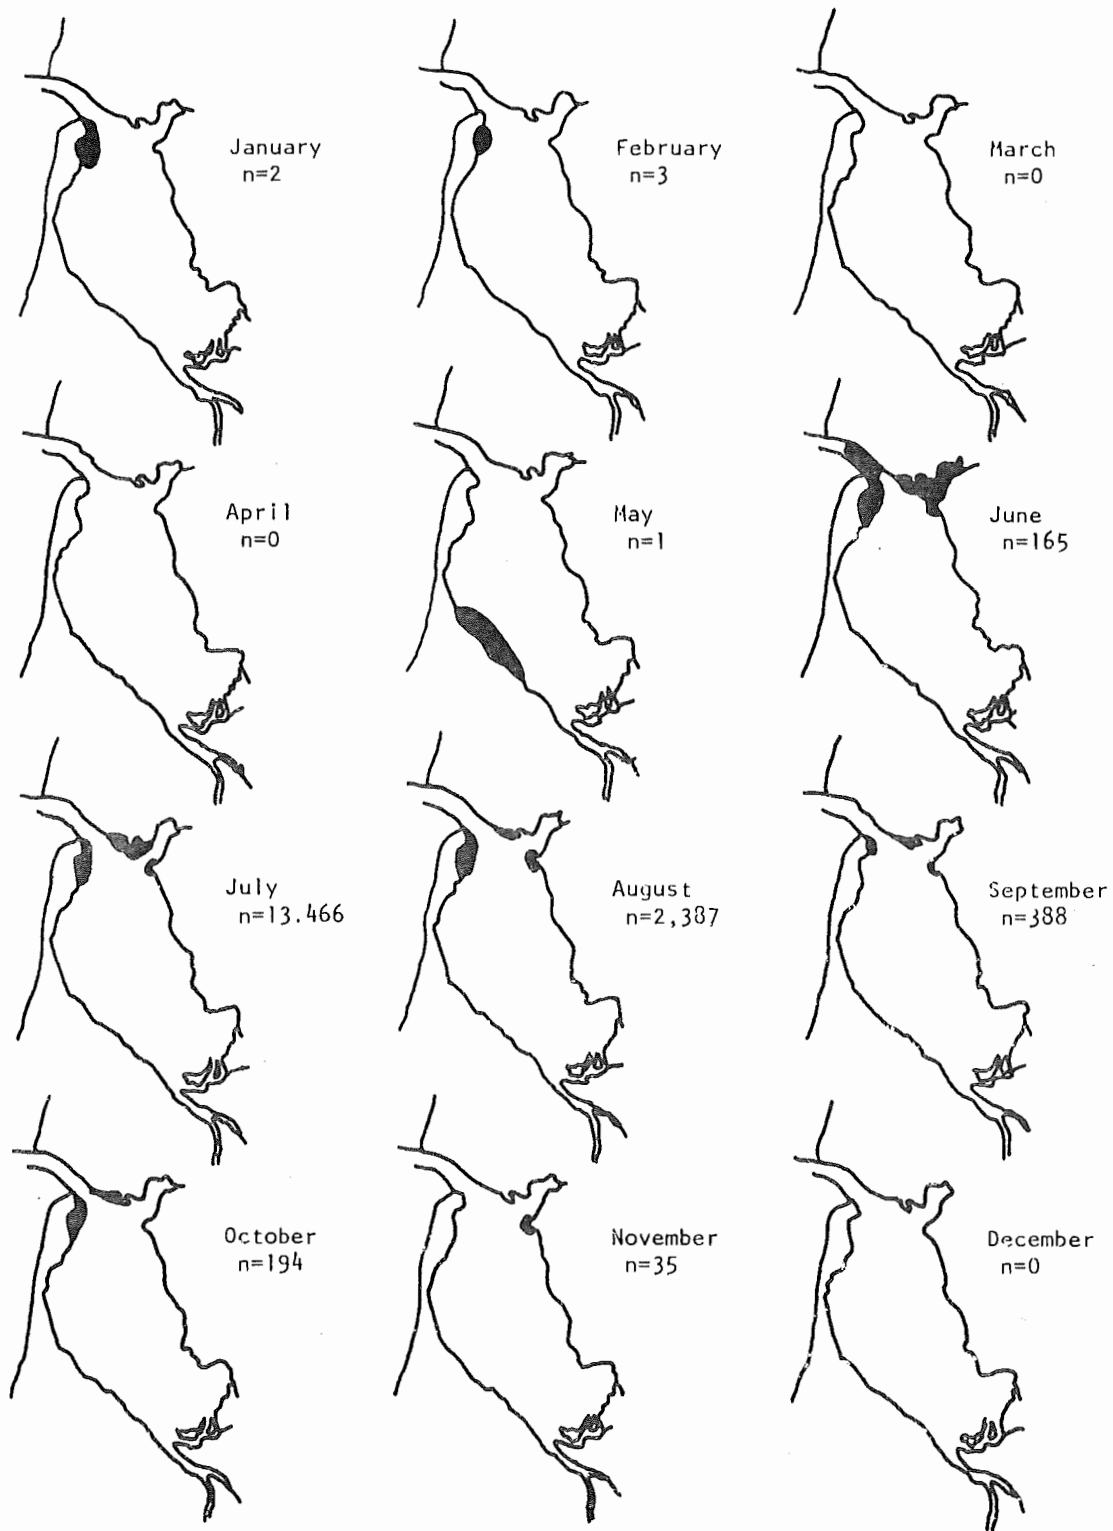 January
n=2
February
n=3
March
n=0
April
n=0
May
n=1
June
n=165
July
n=13.466
August
n=2,387
September
n=388
October
n=194
November
n=35
December
n=0